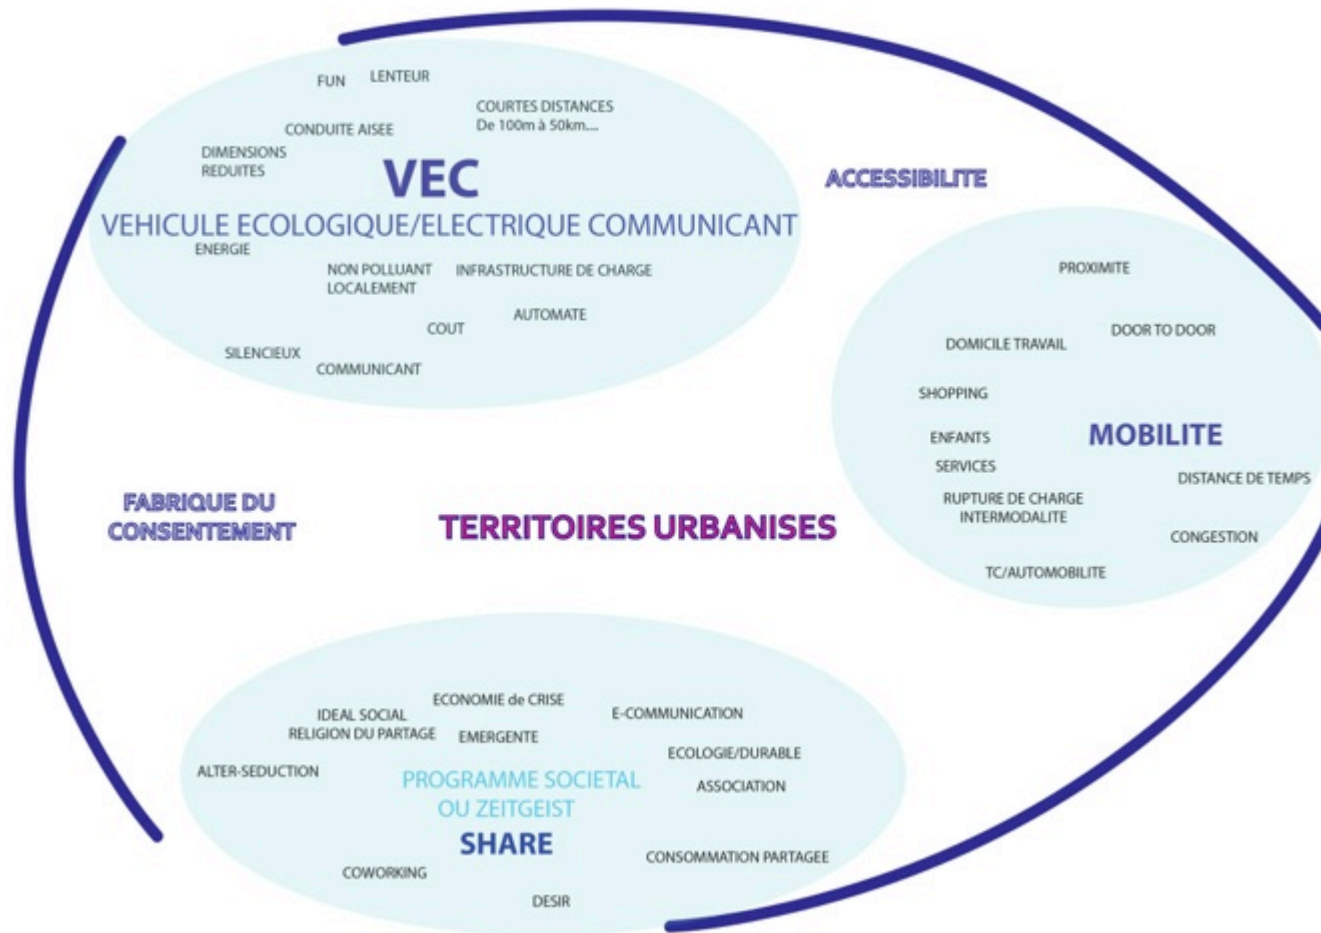 FUN
LENTEUR
COURTES DISTANCES
De 100m à 50km....
CONDUITE AISEE
DIMENSIONS
REDUITES
VEC
VEHICULE ECOLOGIQUE/ELECTRIQUE COMMUNICANT
ENERGIE
NON POLLUANT
LOCALEMENT
INFRASTRUCTURE DE CHARGE
AUTOMATE
COUT
SILENCIEUX
COMMUNICANT
ACCESSIBILITE
PROXIMITE
DOOR TO DOOR
DOMICILE TRAVAIL
SHOPPING
ENFANTS
MOBILITE
SERVICES
DISTANCE DE TEMPS
RUPTURE DE CHARGE
INTERMODALITE
CONGESTION
TC/AUTOMOBILITE
FABRIQUE DU
CONSENTEMENT
TERRITOIRES URBANISES
ECONOMIE de CRISE
IDEAL SOCIAL
RELIGION DU PARTAGE
EMERGENTE
E-COMMUNICATION
ECOLOGIE/DURABLE
ALTER-SEDUCTION
ASSOCIATION
PROGRAMME SOCIETAL
OU ZEITGEIST
SHARE
CONSOMMATION PARTAGEE
COWORKING
DESIR